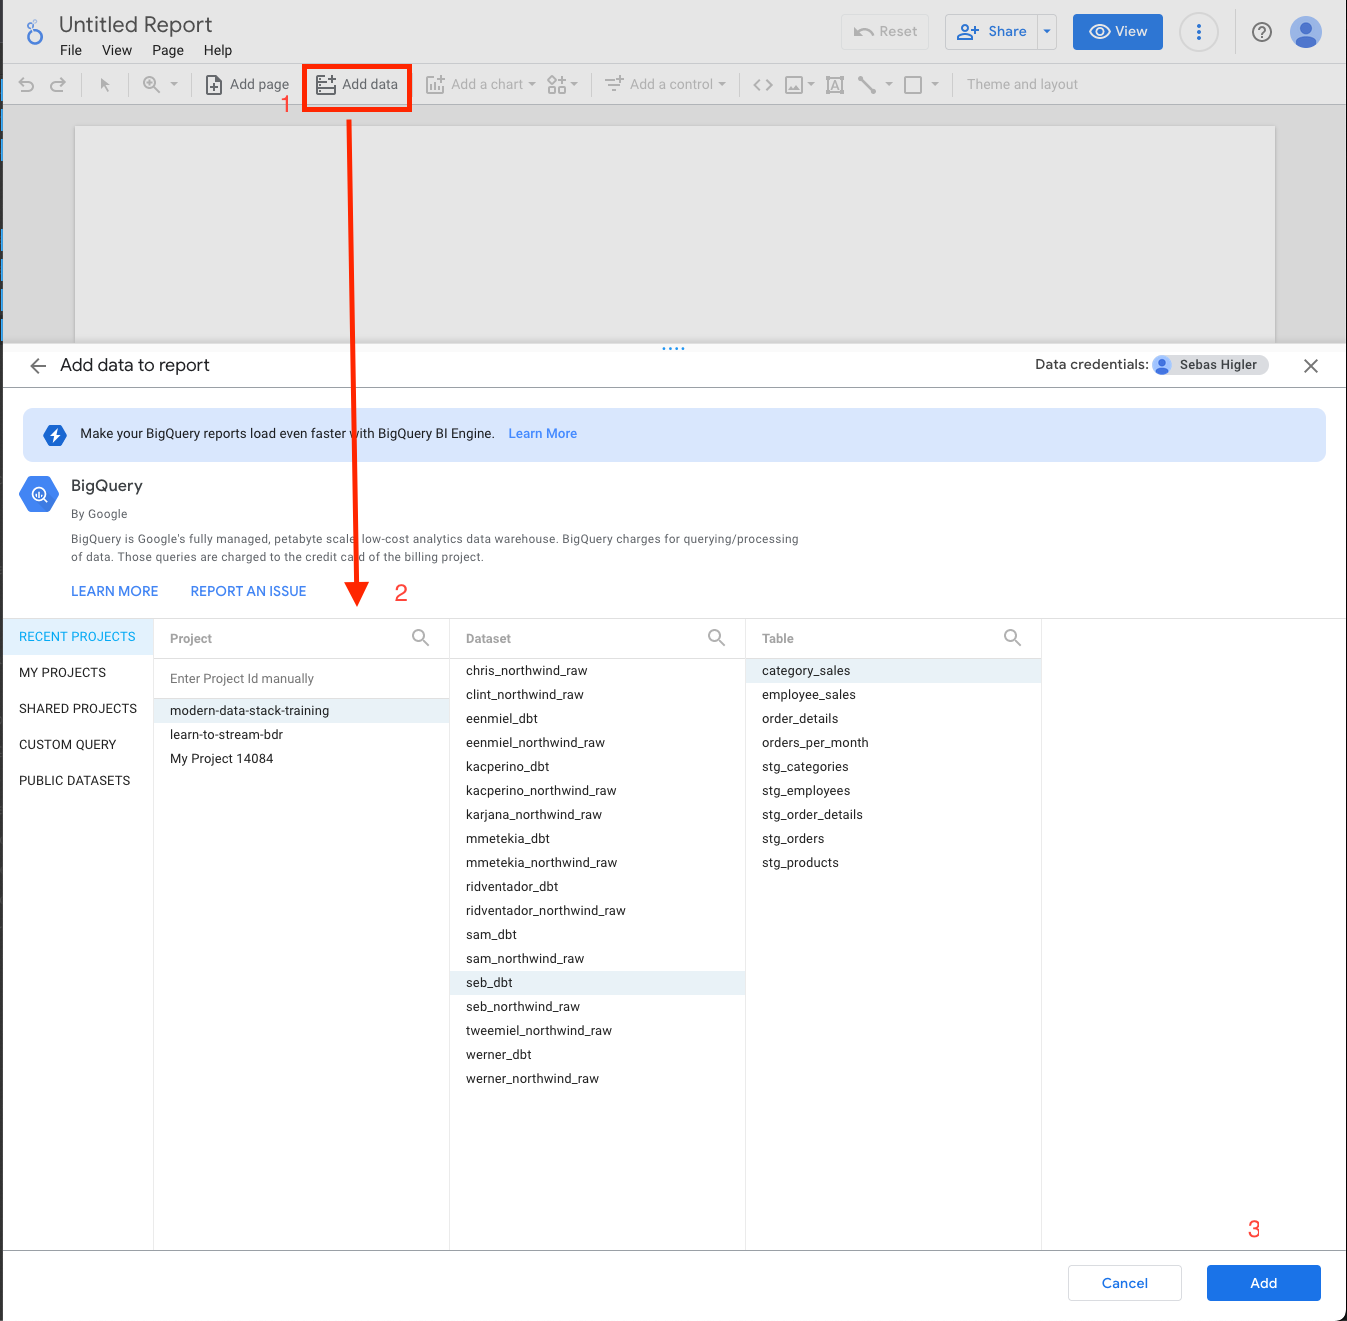 Untitled Report
File View Page Help
Reset Share View
Add page Add data Add a chart Add a control Theme and layout
1
Add data to report
Data credentials: Sebas Higler
Make your BigQuery reports load even faster with BigQuery BI Engine. Learn More
BigQuery
By Google
BigQuery is Google's fully managed, petabyte scale, low-cost analytics data warehouse. BigQuery charges for querying/processing
of data. Those queries are charged to the credit card of the billing project.
LEARN MORE REPORT AN ISSUE
2
RECENT PROJECTS
MY PROJECTS
SHARED PROJECTS
CUSTOM QUERY
PUBLIC DATASETS
Project
Enter Project Id manually
modern-data-stack-training
learn-to-stream-bdr
My Project 14084
Dataset
chris_northwind_raw
clint_northwind_raw
eenmiel_dbt
eenmiel_northwind_raw
kacperino_dbt
kacperino_northwind_raw
karjana_northwind_raw
mmetekia_dbt
mmetekia_northwind_raw
ridventador_dbt
ridventador_northwind_raw
sam_dbt
sam_northwind_raw
seb_dbt
seb_northwind_raw
tweemiel_northwind_raw
werner_dbt
werner_northwind_raw
Table
category_sales
employee_sales
order_details
orders_per_month
stg_categories
stg_employees
stg_order_details
stg_orders
stg_products
3
Cancel Add